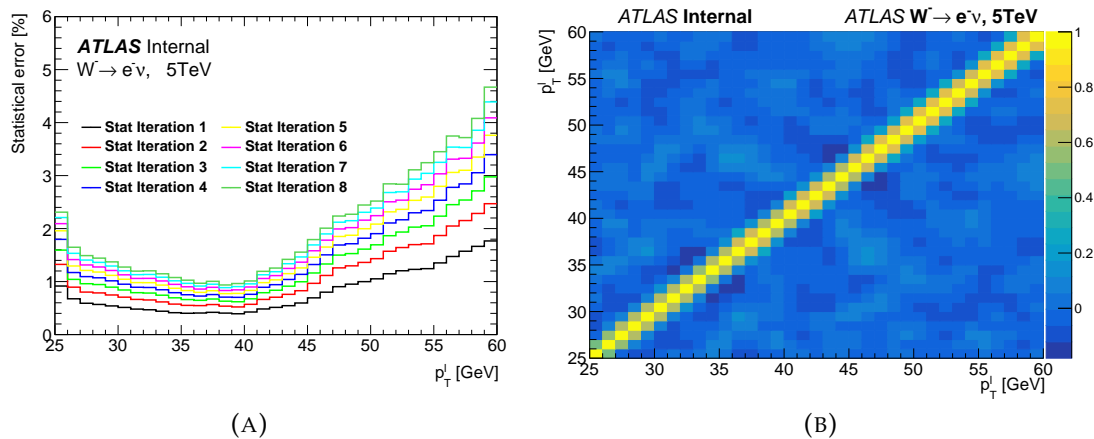 Statistical error [%]
6
5
4
3
2
1
0
ATLAS Internal
W⁻→ e⁻ν, 5TeV
Stat Iteration 1
Stat Iteration 2
Stat Iteration 3
Stat Iteration 4
Stat Iteration 5
Stat Iteration 6
Stat Iteration 7
Stat Iteration 8
25 30 35 40 45 50 55 60
p_T^l [GeV]
(A)
ATLAS Internal ATLAS W⁻→ e⁻ν, 5TeV
p_T^l [GeV]
60
55
50
45
40
35
30
25
25 30 35 40 45 50 55 60
p_T^l [GeV]
1
0.8
0.6
0.4
0.2
0
(B)